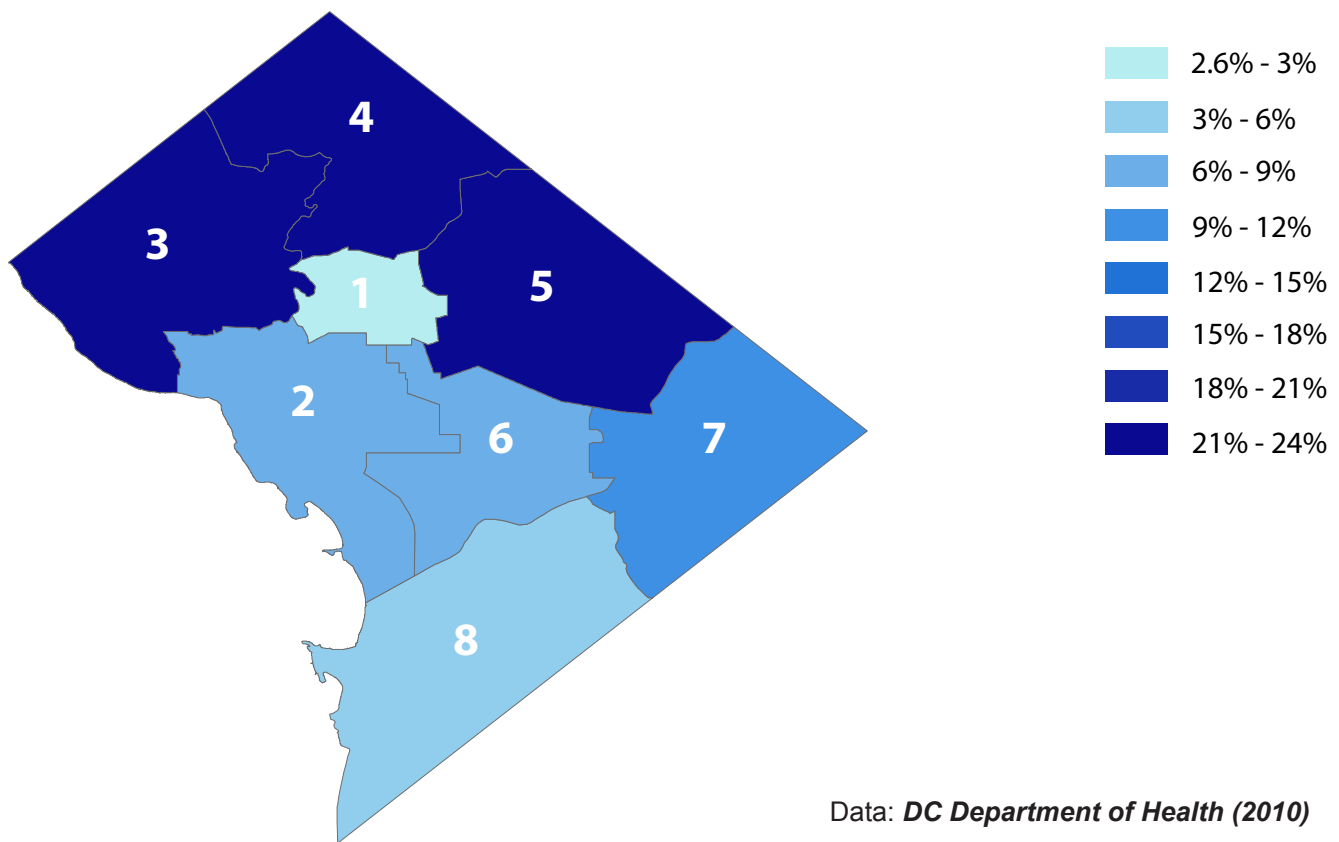 4
3
5
1
2
6
7
8
2.6% - 3%
3% - 6%
6% - 9%
9% - 12%
12% - 15%
15% - 18%
18% - 21%
21% - 24%
Data: DC Department of Health (2010)